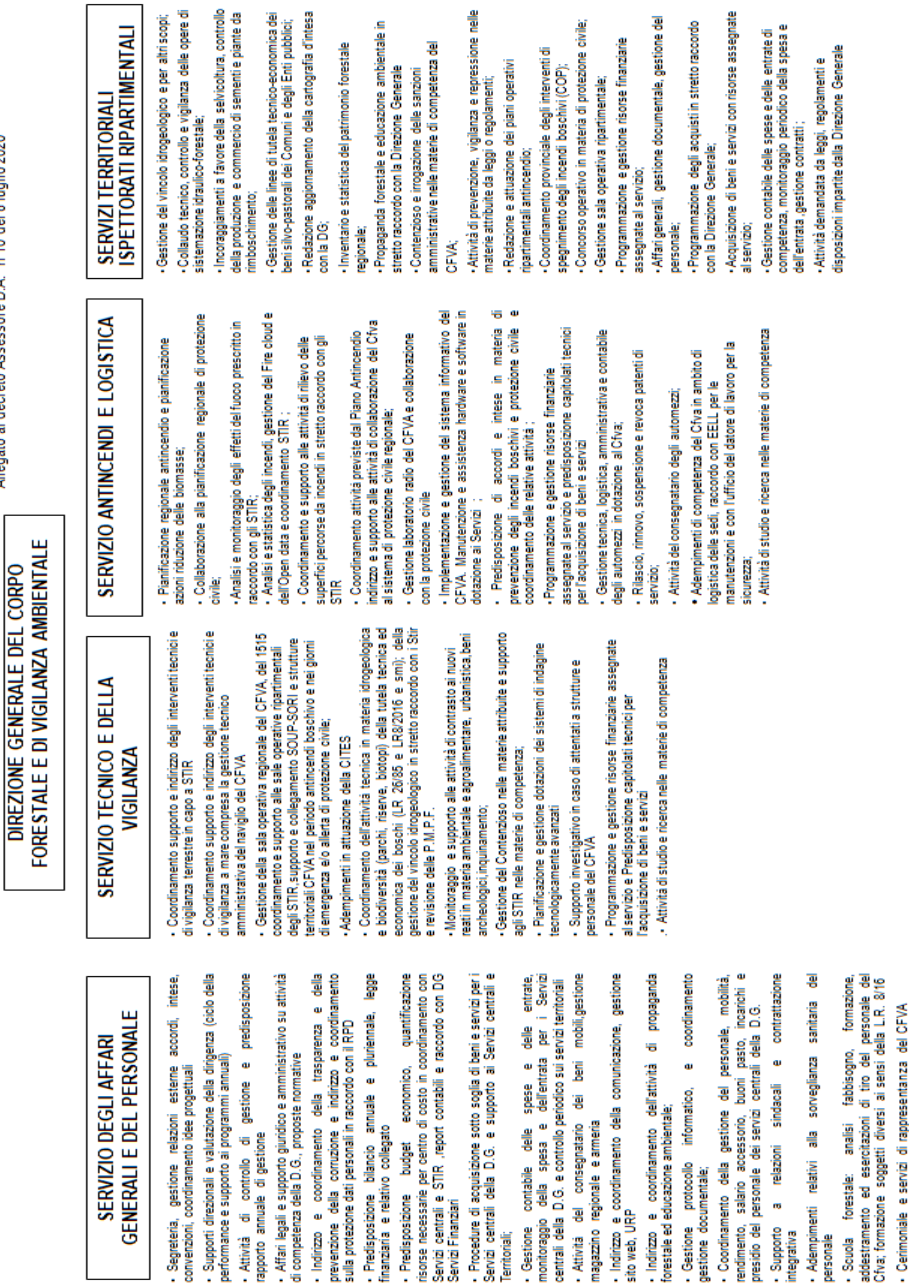 Allegato al decreto Assessore D.A. n°10 del 6 luglio 2020
DIREZIONE GENERALE DEL CORPO
FORESTALE E DI VIGILANZA AMBIENTALE
SERVIZIO DEGLI AFFARI
GENERALI E DEL PERSONALE
• Segreteria, gestione relazioni esterne accordi, intese,
convenzioni, coordinamento idee progettuali
• Supporti direzionali e valutazione della dirigenza (ciclo della
performance e supporto ai programmi annuali)
• Attività di controllo di gestione e predisposizione
rapporto annuale di gestione
• Affari legali e supporto giuridico e amministrativo su attività
di competenza della D.G., proposte normative
• Indirizzo e coordinamento della trasparenza e della
prevenzione della corruzione e indirizzo e coordinamento
sulla protezione dati personali in raccordo con il RPD
• Predisposizione bilancio annuale e pluriennale, legge
finanziaria e relativo collegato
• Predisposizione budget economico, quantificazione
risorse necessarie per centro di costo in coordinamento con
Servizi centrali e STIR ,report contabili e raccordo con DG
Servizi Finanziari
• Procedure di acquisizione sotto soglia di beni e servizi per i
Servizi centrali della D.G. e supporto ai Servizi centrali e
Territoriali;
• Gestione contabile delle spese e delle entrate,
monitoraggio della spesa e dell'entrata per i Servizi
centrali della D.G. e controllo periodico sui servizi territoriali
• Attività del consegnatario dei beni mobili,gestione
magazzino regionale e armeria
• Indirizzo e coordinamento della comunicazione, gestione
sito web, URP
• Indirizzo e coordinamento dell'attività di propaganda
forestale ed educazione ambientale;
• Gestione protocollo informatico, e coordinamento
gestione documentale;
• Coordinamento della gestione del personale, mobilità,
rendimento, salario accessorio, buoni pasto, incarichi e
presidio del personale dei servizi centrali della D.G.
• Supporto a relazioni sindacali e contrattazione
integrativa
• Adempimenti relativi alla sorveglianza sanitaria del
personale
• Scuola forestale: analisi fabbisogno, formazione,
addestramento ed esercitazioni di tiro del personale del
Cfva; formazione soggetti diversi ai sensi della L.R. 8/16
Cerimoniale e servizi di rappresentanza del CFVA
SERVIZIO TECNICO E DELLA
VIGILANZA
• Coordinamento supporto e indirizzo degli interventi tecnici e
di vigilanza terrestre in capo a STIR
• Coordinamento supporto e indirizzo degli interventi tecnici e
di vigilanza a mare compresa la gestione tecnico
amministrativa del naviglio del CFVA
• Gestione della sala operativa regionale del CFVA, del 1515
coordinamento e supporto alle sale operative ripartimentali
degli STIR,supporto e collegamento SOUP-SORI e strutture
territoriali CFVA nel periodo antincendi boschivo e nei giorni
di emergenza e/o allerta di protezione civile;
• Adempimenti in attuazione della CITES
• Coordinamento dell'attività tecnica in materia idrogeologica
e biodiversità (parchi, riserve, biotopi) della tutela tecnica ed
economica dei boschi (LR 26/85 e LR8/2016 e smi); della
gestione del vincolo idrogeologico in stretto raccordo con i Stir
e revisione delle P.M.P.F.
• Monitoraggio e supporto alle attività di contrasto ai nuovi
reati in materia ambientale e agroalimentare, urbanistica,beni
archeologici,inquinamento;
• Gestione del Contenzioso nelle materie attribuite e supporto
agli STIR nelle materie di competenza;
• Pianificazione e gestione dotazioni dei sistemi di indagine
tecnologicamente avanzati
• Supporto investigativo in caso di attentati a strutture e
personale del CFVA
• Programmazione e gestione risorse finanziarie assegnate
al servizio e Predisposizione capitolati tecnici per
l'acquisizione di beni e servizi
.• Attività di studio e ricerca nelle materie di competenza
SERVIZIO ANTINCENDI E LOGISTICA
• Pianificazione regionale antincendio e pianificazione
azioni riduzione delle biomasse;
• Collaborazione alla pianificazione regionale di protezione
civile;
•Analisi e monitoraggio degli effetti del fuoco prescritto in
raccordo con gli STIR;
• Analisi e statistica degli incendi, gestione del Fire cloud e
dell'Open data e coordinamento STIR ;
• Coordinamento e supporto alle attività di rilievo delle
superfici percorse da incendi in stretto raccordo con gli
STIR
• Coordinamento attività previste dal Piano Antincendio
indirizzo e supporto alle attività di collaborazione del Cfva
al sistema di protezione civile regionale;
• Gestione laboratorio radio del CFVA e collaborazione
con la protezione civile
• Implementazione e gestione del sistema informativo del
CFVA. Manutenzione e assistenza hardware e software in
dotazione ai Servizi ;
• Predisposizione di accordi e intese in materia di
prevenzione degli incendi boschivi e protezione civile e
coordinamento delle relative attività ;
• Programmazione e gestione risorse finanziarie
assegnate al servizio e predisposizione capitolati tecnici
per l'acquisizione di beni e servizi
• Gestione tecnica, logistica, amministrativa e contabile
degli automezzi in dotazione al Cfva;
• Rilascio, rinnovo, sospensione e revoca patenti di
servizio;
• Attività del consegnatario degli automezzi;
• Adempimenti di competenza del Cfva in ambito di
logistica delle sedi, raccordo con EELL per le
manutenzioni e con l'ufficio del datore di lavoro per la
sicurezza;
• Attività di studio e ricerca nelle materie di competenza
SERVIZI TERRITORIALI
ISPETTORATI RIPARTIMENTALI
•Gestione del vincolo idrogeologico e per altri scopi;
•Collaudo tecnico, controllo e vigilanza delle opere di
sistemazione idraulico-forestale;
•Incoraggiamenti a favore della selvicoltura, controllo
della produzione e commercio di sementi e piante da
rimboschimento;
•Gestione delle linee di tutela tecnico-economica dei
beni silvo-pastorali dei Comuni e degli Enti pubblici;
•Redazione aggiornamento della cartografia d'intesa
con la DG;
•Inventario e statistica del patrimonio forestale
regionale;
•Propaganda forestale e educazione ambientale in
stretto raccordo con la Direzione Generale
•Contenzioso e irrogazione delle sanzioni
amministrative nelle materie di competenza del
CFVA;
•Attività di prevenzione, vigilanza e repressione nelle
materie attribuite da leggi o regolamenti;
•Redazione e attuazione dei piani operativi
ripartimentali antincendio;
•Coordinamento provinciale degli interventi di
spegnimento degli incendi boschivi (COP);
•Concorso operativo in materia di protezione civile;
•Gestione sala operativa ripartimentale;
•Programmazione e gestione risorse finanziarie
assegnate al servizio;
•Affari generali, gestione documentale, gestione del
personale;
•Programmazione degli acquisti in stretto raccordo
con la Direzione Generale;
•Acquisizione di beni e servizi con risorse assegnate
al servizio;
•Gestione contabile delle spese e delle entrate di
competenza, monitoraggio periodico della spesa e
dell'entrata ,gestione contratti ;
•Attività demandata da leggi, regolamenti e
disposizioni impartite dalla Direzione Generale